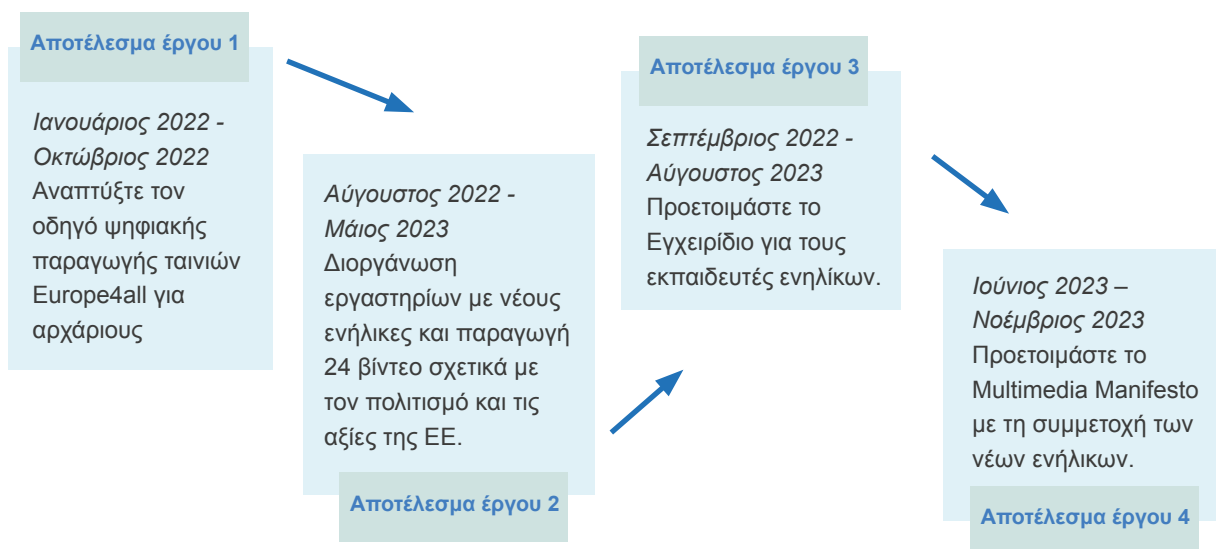 Αποτέλεσμα έργου 1
Ιανουάριος 2022 -
Οκτώβριος 2022
Αναπτύξτε τον
οδηγό ψηφιακής
παραγωγής ταινιών
Europe4all για
αρχάριους
Αύγουστος 2022 -
Μάιος 2023
Διοργάνωση
εργαστηρίων με νέους
ενήλικες και παραγωγή
24 βίντεο σχετικά με
τον πολιτισμό και τις
αξίες της ΕΕ.
Αποτέλεσμα έργου 2
Αποτέλεσμα έργου 3
Σεπτέμβριος 2022 -
Αύγουστος 2023
Προετοιμάστε το
Εγχειρίδιο για τους
εκπαιδευτές ενηλίκων.
Ιούνιος 2023 –
Νοέμβριος 2023
Προετοιμάστε το
Multimedia Manifesto
με τη συμμετοχή των
νέων ενήλικων.
Αποτέλεσμα έργου 4